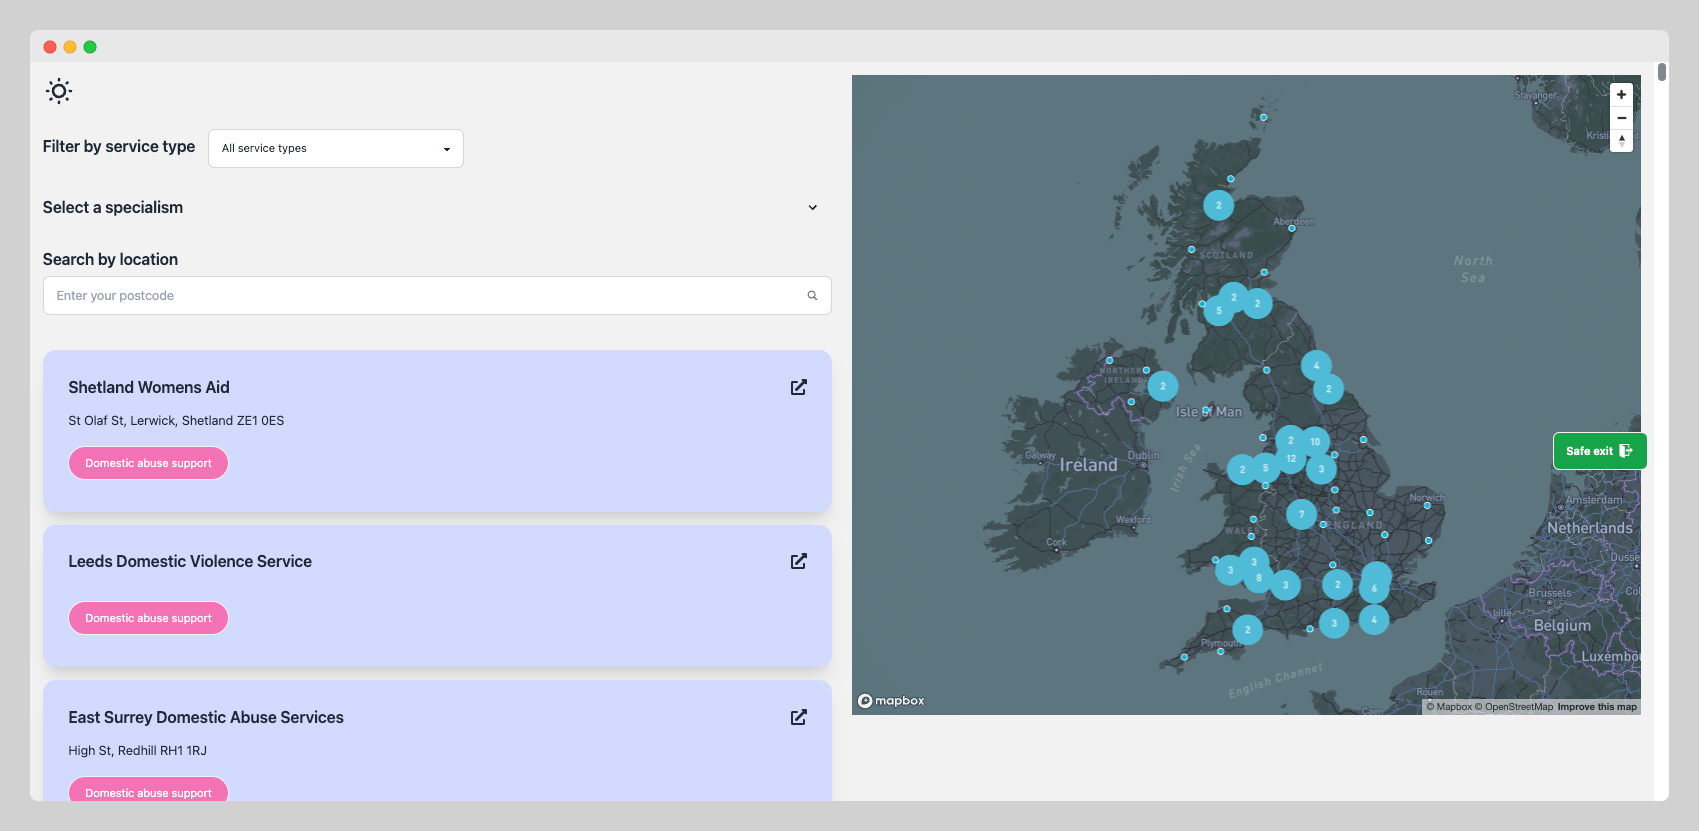 Filter by service type
All service types
Select a specialism
Search by location
Enter your postcode
Shetland Womens Aid
St Olaf St, Lerwick, Shetland ZE1 0ES
Domestic abuse support
Leeds Domestic Violence Service
Domestic abuse support
East Surrey Domestic Abuse Services
High St, Redhill RH1 1RJ
Domestic abuse support
Stavanger
2
Aberdeen
SCOTLAND
North
Sea
2
2
5
4
NORTHERN
IRELAND
2
2
Isle of Man
2
10
12
Galway
Ireland
Dublin
Irish Sea
2
5
3
Safe exit
Norwich
Amsterdam
Wexford
7
WALES
ENGLAND
Netherlands
Cork
3
3
8
3
2
6
Brussels
Lille
Belgium
2
3
4
Plymouth
English Channel
Rouen
mapbox
© Mapbox © OpenStreetMap Improve this map